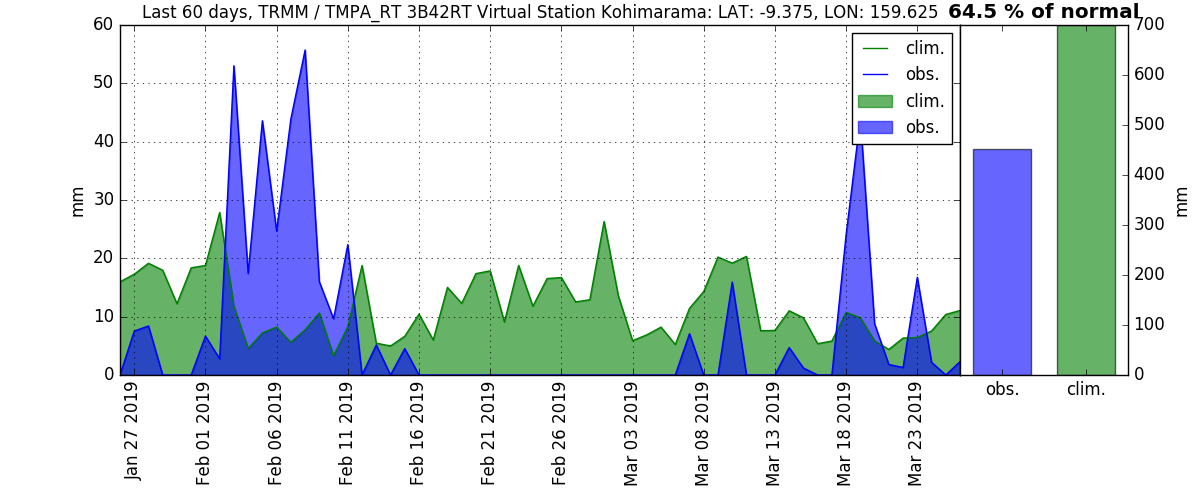 Last 60 days, TRMM / TMPA_RT 3B42RT Virtual Station Kohimarama: LAT: -9.375, LON: 159.625
64.5 % of normal
60
50
40
30
20
10
0
mm
clim.
obs.
clim.
obs.
Jan 27 2019
Feb 01 2019
Feb 06 2019
Feb 11 2019
Feb 16 2019
Feb 21 2019
Feb 26 2019
Mar 03 2019
Mar 08 2019
Mar 13 2019
Mar 18 2019
Mar 23 2019
700
600
500
400
300
200
100
0
mm
obs.
clim.